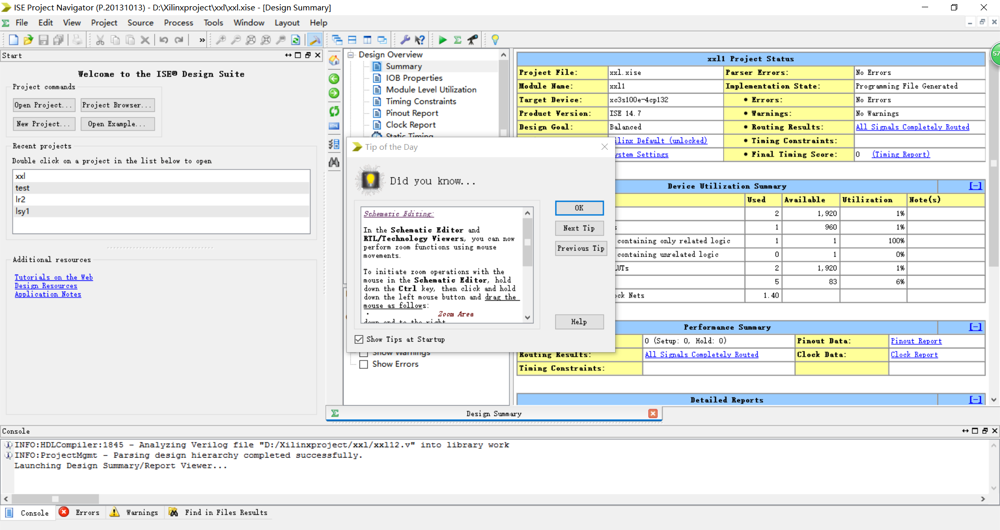 ISE Project Navigator (P.20131013) - D:\Xilinxproject\xxl\xxl.xise - [Design Summary]
File Edit View Project Source Process Tools Window Layout Help
»
Start
Welcome to the ISE® Design Suite
Project commands
Open Project... Project Browser...
New Project... Open Example...
Recent projects
Double click on a project in the list below to open
xxl
test
lr2
lsy1
Additional resources
Tutorials on the Web
Design Resources
Application Notes
Design Overview
Summary
IOB Properties
Module Level Utilization
Timing Constraints
Pinout Report
Clock Report
Static Timing
Show Warnings
Show Errors
xxl1 Project Status
Project File: xxl.xise Parser Errors: No Errors
Module Name: xxl1 Implementation State: Programming File Generated
Target Device: xc3s100e-4cp132 • Errors: No Errors
Product Version: ISE 14.7 • Warnings: No Warnings
Design Goal: Balanced • Routing Results: All Signals Completely Routed
ilinx Default (unlocked) • Timing Constraints:
ystem Settings • Final Timing Score: 0 (Timing Report)
57
Tip of the Day
Did you know...
Schematic Editing:
In the Schematic Editor and
RTL/Technology Viewers, you can now
perform zoom functions using mouse
movements.
To initiate zoom operations with the
mouse in the Schematic Editor, hold
down the Ctrl key, then click and hold
down the left mouse button and drag the
mouse as follows:
• Zoom Area
down and to the right
OK
Next Tip
Previous Tip
Help
Show Tips at Startup
Device Utilization Summary [-]
Used Available Utilization Note(s)
2 1,920 1%
s 1 960 1%
containing only related logic 1 1 100%
containing unrelated logic 0 1 0%
LUTs 2 1,920 1%
5 83 6%
ock Nets 1.40
Performance Summary [-]
0 (Setup: 0, Hold: 0) Pinout Data: Pinout Report
Routing Results: All Signals Completely Routed Clock Data: Clock Report
Timing Constraints:
Detailed Reports [-]
Design Summary
Console
INFO:HDLCompiler:1845 - Analyzing Verilog file "D:/Xilinxproject/xxl/xxl12.v" into library work
INFO:ProjectMgmt - Parsing design hierarchy completed successfully.
Launching Design Summary/Report Viewer...
Console Errors Warnings Find in Files Results